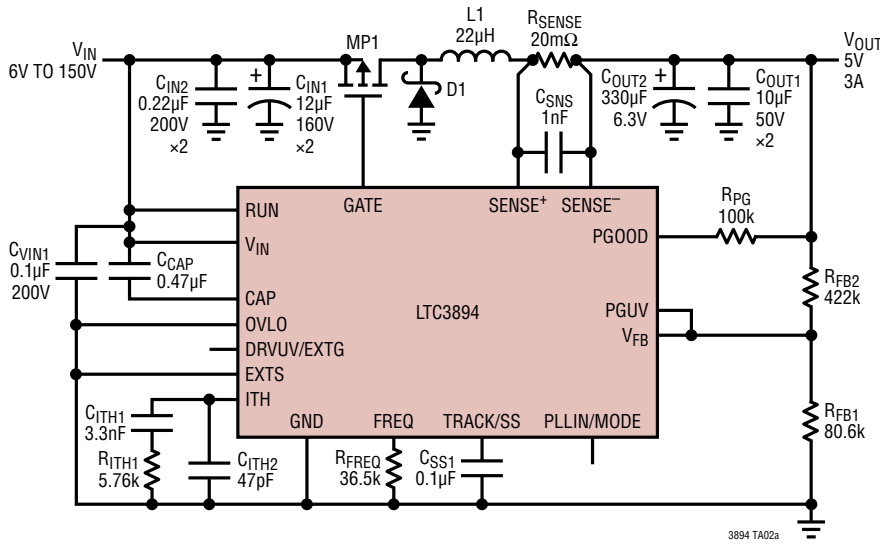 L1
22µH
RSENSE
20mΩ
MP1
VIN
6V TO 150V
VOUT
5V
3A
CIN2
0.22µF
200V
×2
+
CIN1
12µF
160V
×2
D1
CSNS
1nF
COUT2
330µF
6.3V
+
COUT1
10µF
50V
×2
GATE
SENSE+
SENSE–
RUN
VIN
CAP
OVLO
DRVUV/EXTG
EXTS
ITH
LTC3894
PGOOD
PGUV
VFB
RPG
100k
CVIN1
0.1µF
200V
CCAP
0.47µF
RFB2
422k
RFB1
80.6k
GND
FREQ
TRACK/SS
PLLIN/MODE
CITH1
3.3nF
RITH1
5.76k
CITH2
47pF
RFREQ
36.5k
CSS1
0.1µF
3894 TA02a